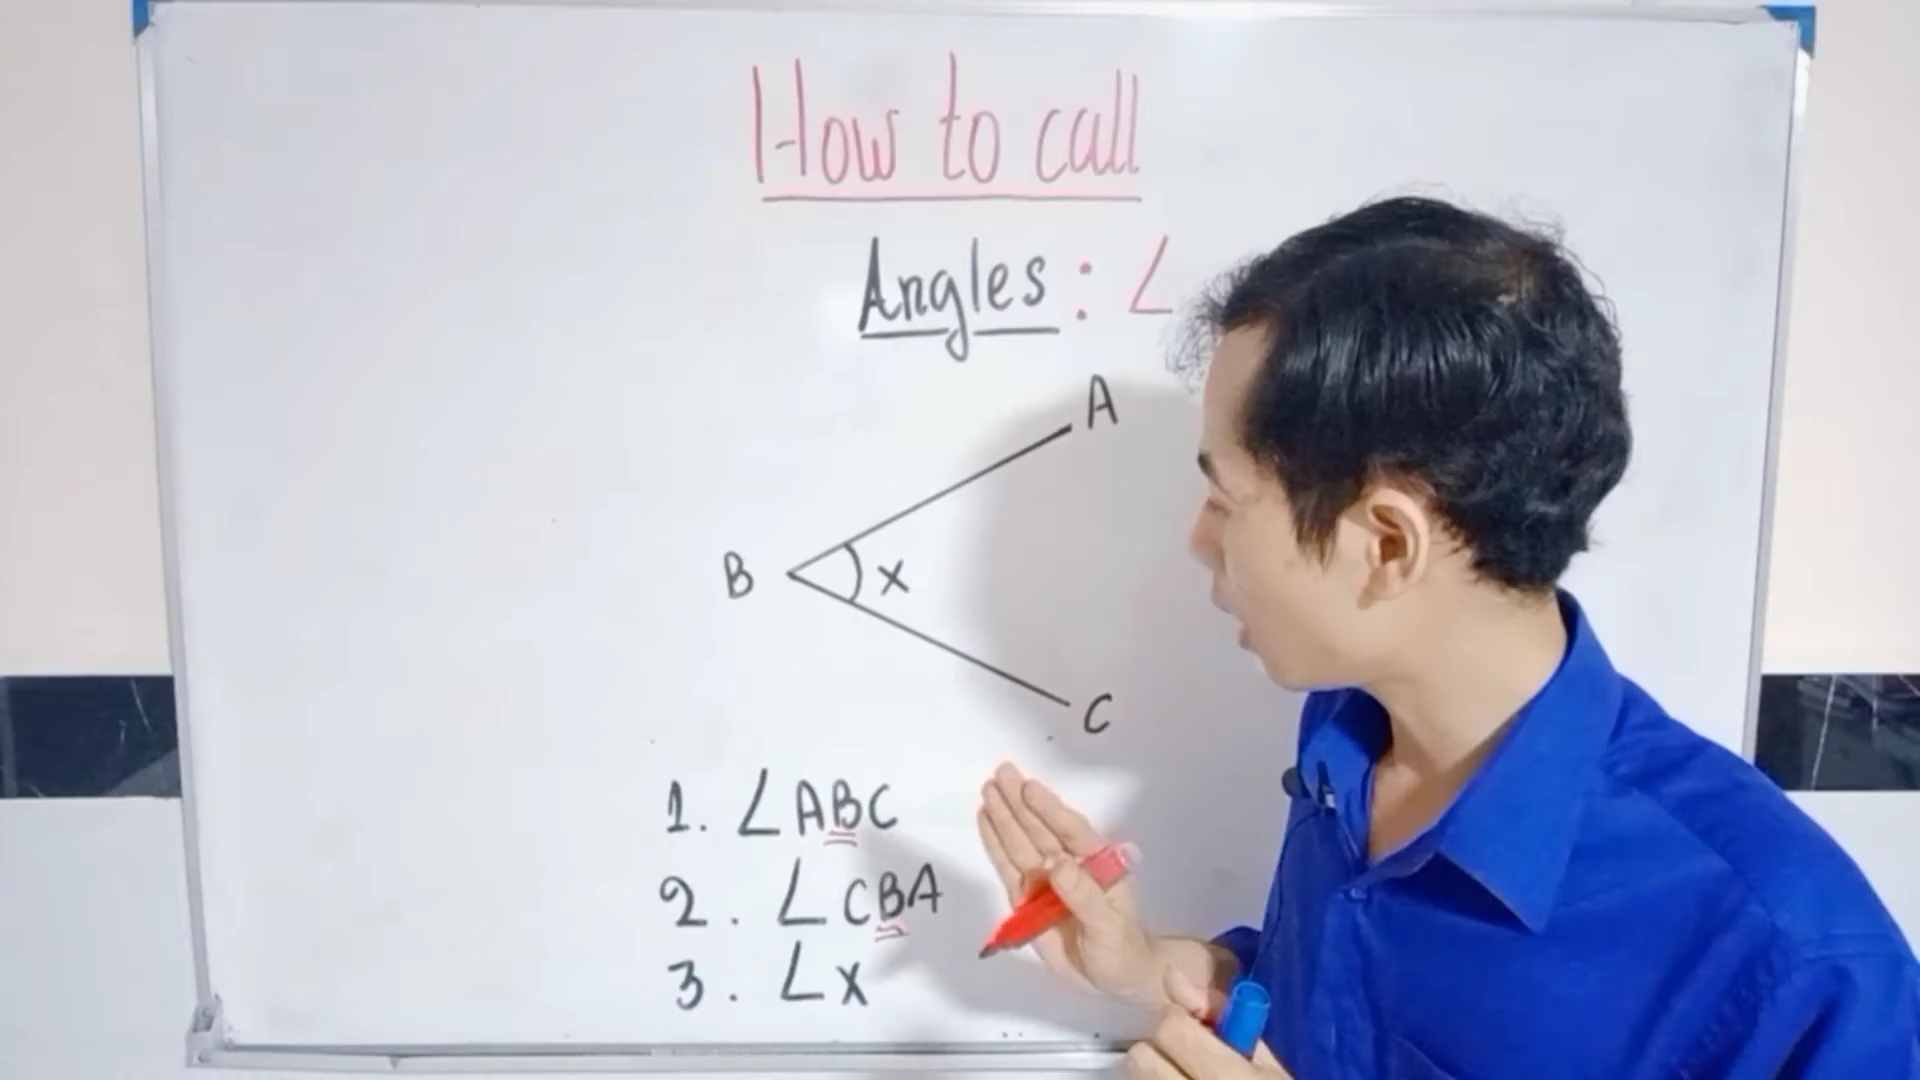 How to call
Angles : ∠
A
B
x
C
1. ∠ABC
2. ∠CBA
3. ∠x